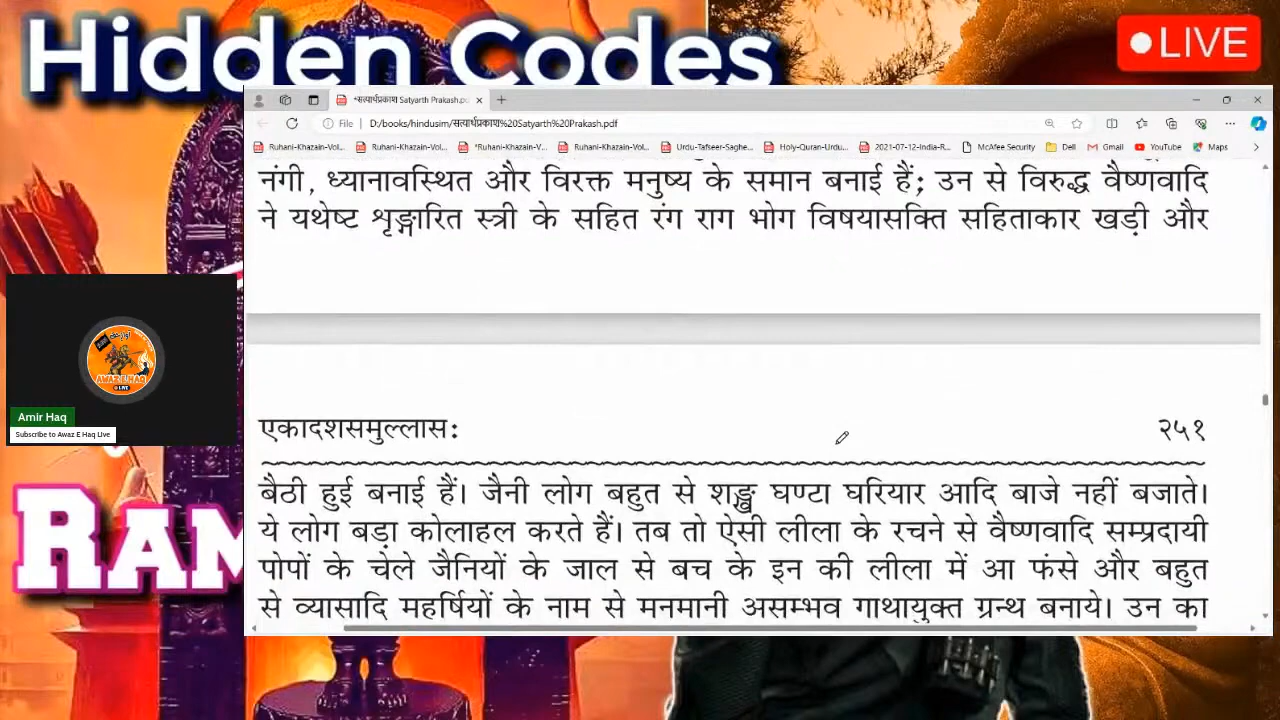 Hidden Codes
LIVE
*सत्यार्थप्रकाश Satyarth Prakash.p
File
D:/books/hindusim/सत्यार्थप्रकाश%20Satyarth%20Prakash.pdf
Ruhani-Khazain-Vol...
Ruhani-Khazain-Vol...
*Ruhani-Khazain-V...
Ruhani-Khazain-Vol...
Urdu-Tafseer-Saghe...
Holy-Quran-Urdu...
2021-07-12-India-R...
McAfee Security
Dell
Gmail
YouTube
Maps
नंगी, ध्यानावस्थित और विरक्त मनुष्य के समान बनाई हैं; उन से विरुद्ध वैष्णवादि
ने यथेष्ट शृङ्गारित स्त्री के सहित रंग राग भोग विषयासक्ति सहिताकार खड़ी और
एकादशसमुल्लासः
२५१
बैठी हुई बनाई हैं। जैनी लोग बहुत से शङ्ख घण्टा घरियार आदि बाजे नहीं बजाते।
ये लोग बड़ा कोलाहल करते हैं। तब तो ऐसी लीला के रचने से वैष्णवादि सम्प्रदायी
पोपों के चेले जैनियों के जाल से बच के इन की लीला में आ फंसे और बहुत
से व्यासादि महर्षियों के नाम से मनमानी असम्भव गाथायुक्त ग्रन्थ बनाये। उन का
AWAZ E HAQ
LIVE
Amir Haq
Subscribe to Awaz E Haq Live
RAM